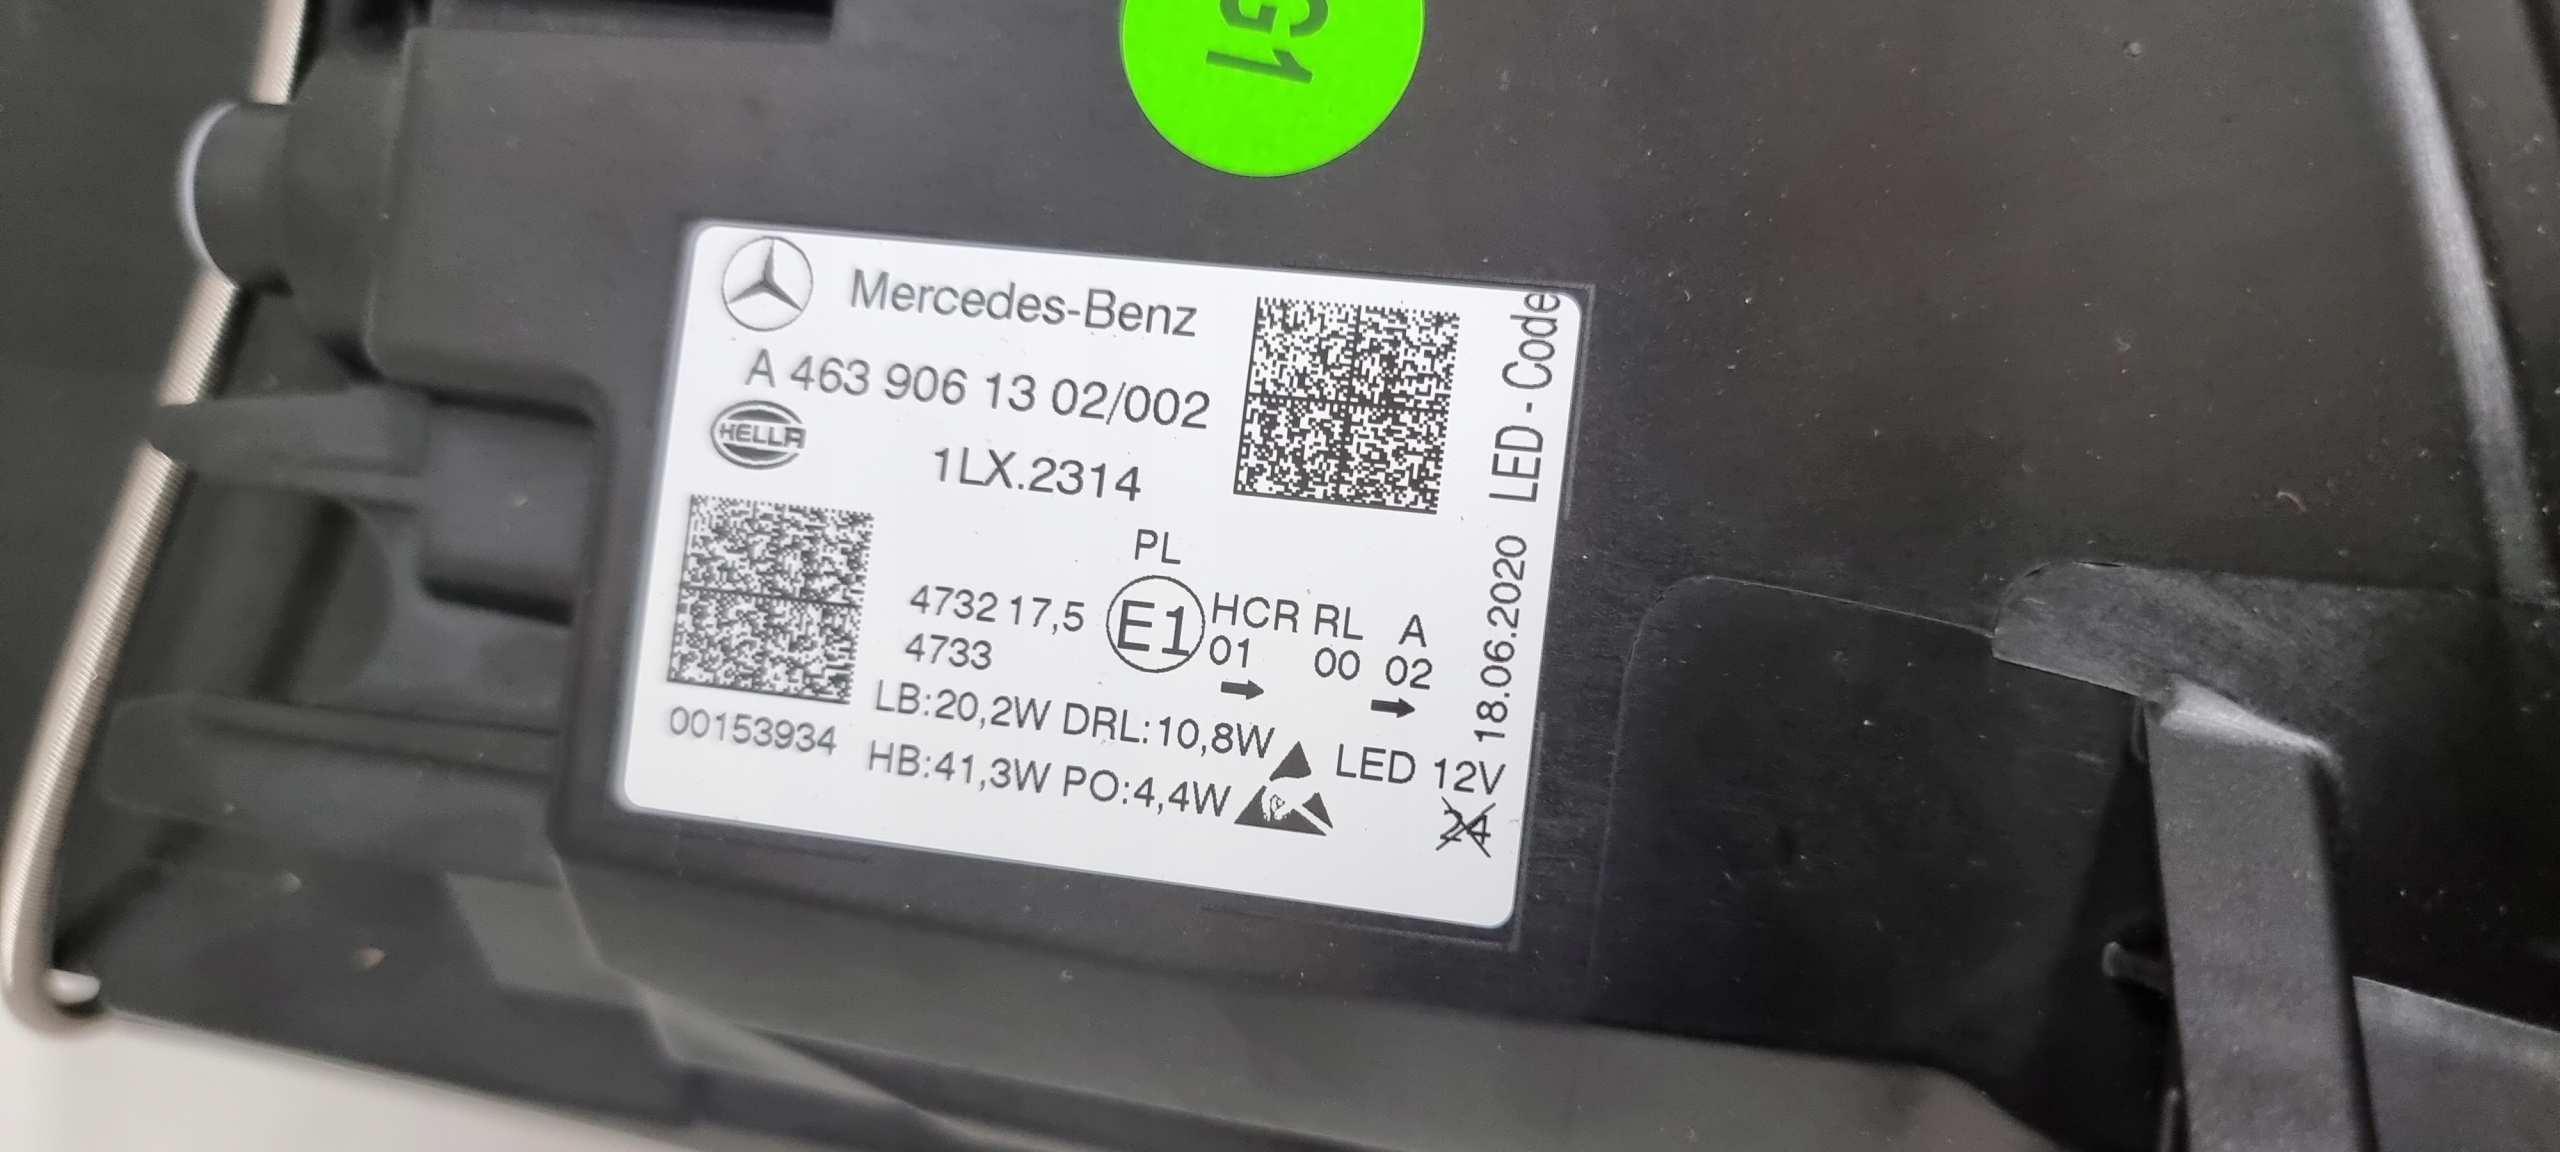 G1
Mercedes-Benz
A 463 906 13 02/002
HELLA
1LX.2314
PL
4732 17,5 E1 HCR RL A
4733 01 00 02
LB:20,2W DRL:10,8W
00153934 HB:41,3W PO:4,4W
LED 12V
24
18.06.2020 LED - Code